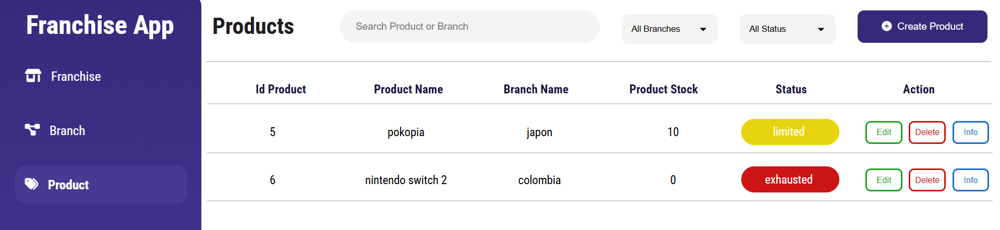 Franchise App
Franchise
Branch
Product
Products
Search Product or Branch
All Branches
All Status
Create Product
Id Product Product Name Branch Name Product Stock Status Action
5 pokopia japon 10 limited Edit Delete Info
6 nintendo switch 2 colombia 0 exhausted Edit Delete Info